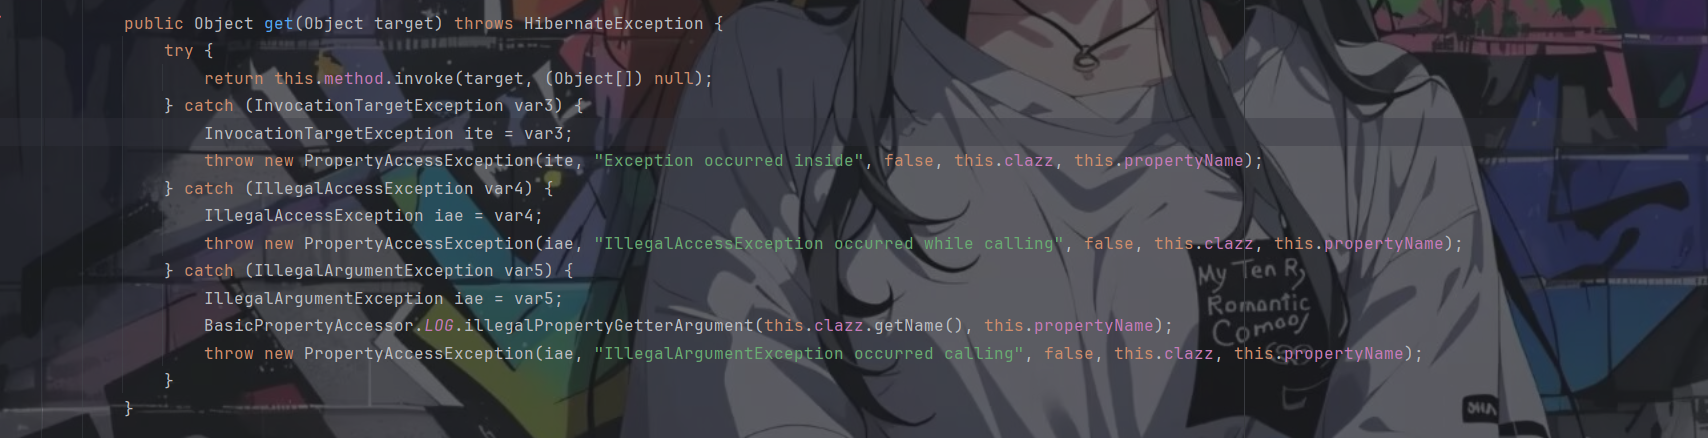 public Object get(Object target) throws HibernateException {
try {
return this.method.invoke(target, (Object[]) null);
} catch (InvocationTargetException var3) {
InvocationTargetException ite = var3;
throw new PropertyAccessException(ite, "Exception occurred inside", false, this.clazz, this.propertyName);
} catch (IllegalAccessException var4) {
IllegalAccessException iae = var4;
throw new PropertyAccessException(iae, "IllegalAccessException occurred while calling", false, this.clazz, this.propertyName);
} catch (IllegalArgumentException var5) {
IllegalArgumentException iae = var5;
BasicPropertyAccessor.LOG.illegalPropertyGetterArgument(this.clazz.getName(), this.propertyName);
throw new PropertyAccessException(iae, "IllegalArgumentException occurred calling", false, this.clazz, this.propertyName);
}
}
My Ten
Romantic